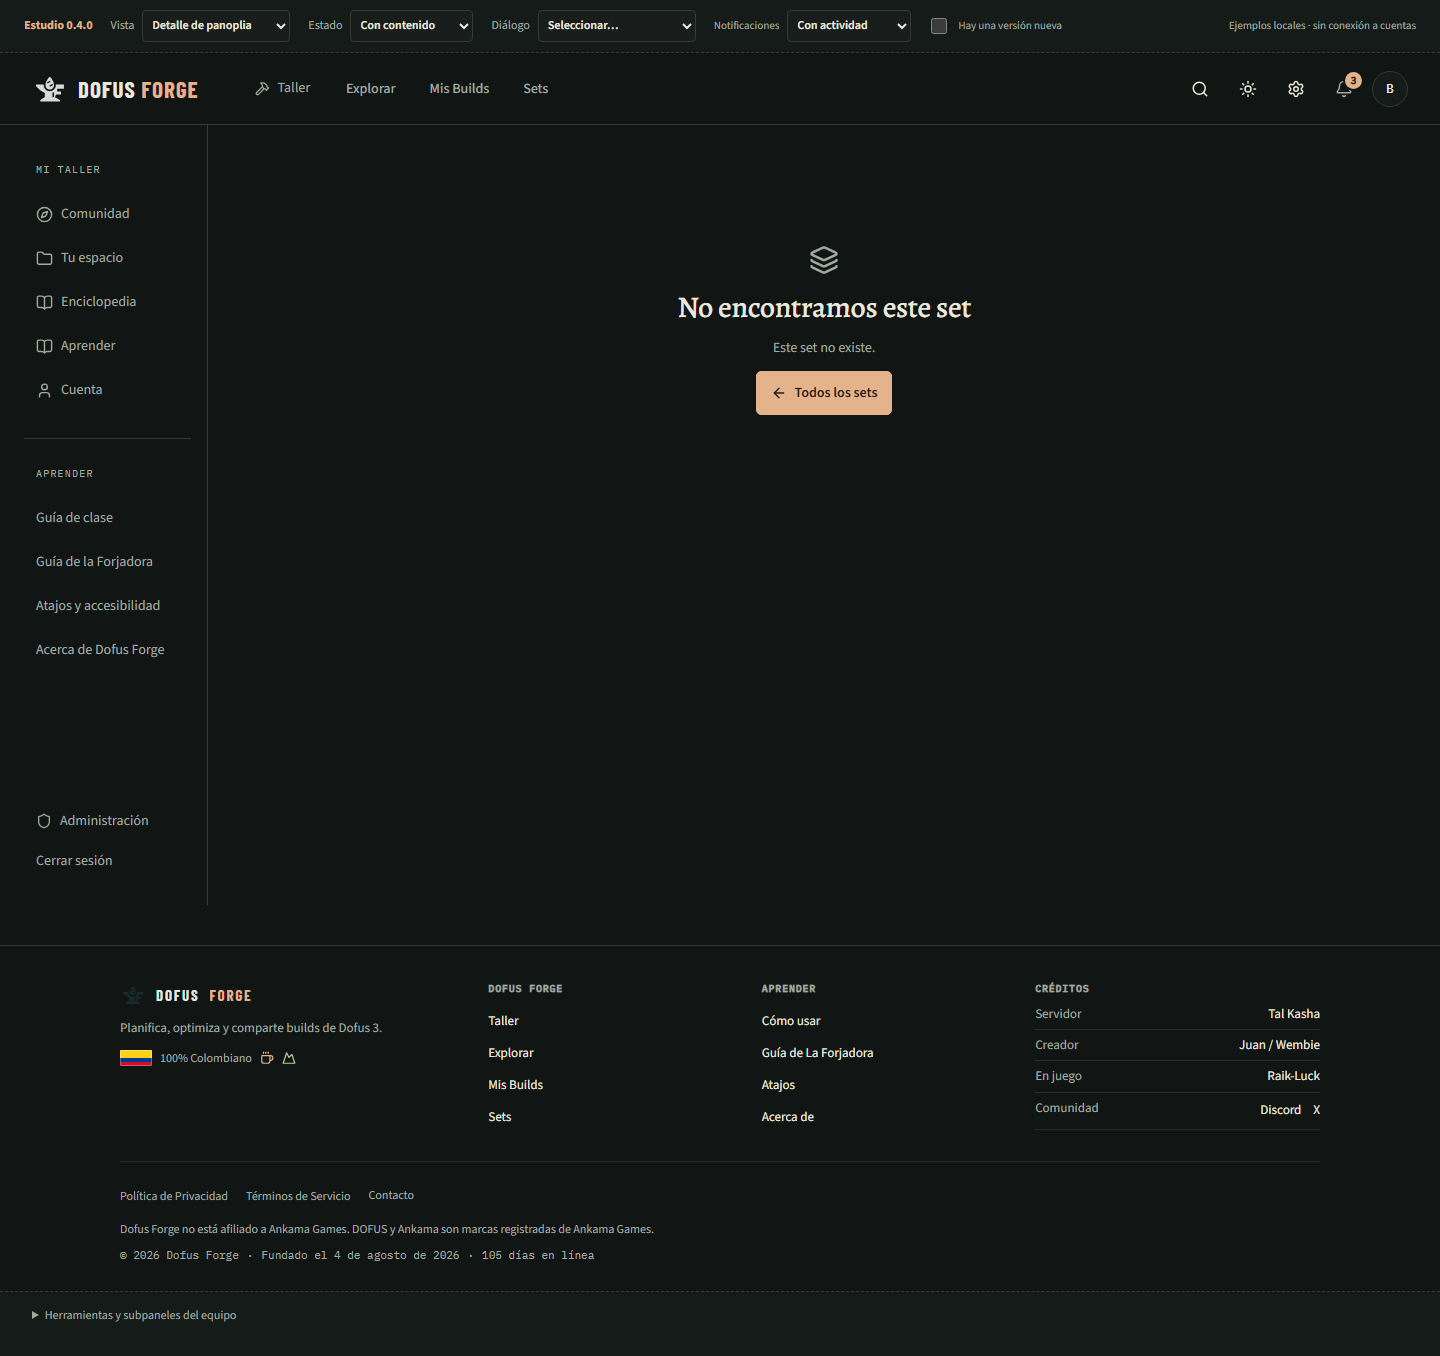 Estudio 0.4.0 Vista Detalle de panoplia Estado Con contenido Diálogo Seleccionar... Notificaciones Con actividad Hay una versión nueva Ejemplos locales · sin conexión a cuentas
DOFUS FORGE Taller Explorar Mis Builds Sets 3 B
MI TALLER
Comunidad
Tu espacio
Enciclopedia
Aprender
Cuenta
APRENDER
Guía de clase
Guía de la Forjadora
Atajos y accesibilidad
Acerca de Dofus Forge
Administración
Cerrar sesión
No encontramos este set
Este set no existe.
Todos los sets
DOFUS FORGE
Planifica, optimiza y comparte builds de Dofus 3.
100% Colombiano
DOFUS FORGE
Taller
Explorar
Mis Builds
Sets
APRENDER
Cómo usar
Guía de La Forjadora
Atajos
Acerca de
CRÉDITOS
Servidor Tal Kasha
Creador Juan / Wembie
En juego Raik-Luck
Comunidad Discord X
Política de Privacidad Términos de Servicio Contacto
Dofus Forge no está afiliado a Ankama Games. DOFUS y Ankama son marcas registradas de Ankama Games.
© 2026 Dofus Forge · Fundado el 4 de agosto de 2026 · 105 días en línea
Herramientas y subpaneles del equipo